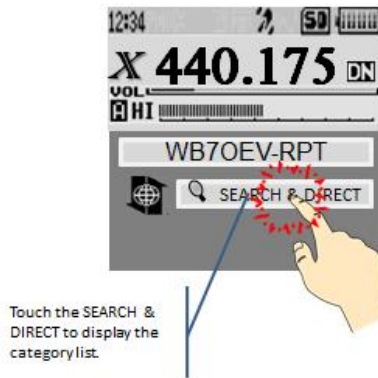 12:34 SD
X 440.175 DN
VOL
A HI
WB7OEV-RPT
SEARCH & DIRECT
Touch the SEARCH &
DIRECT to display the
category list.